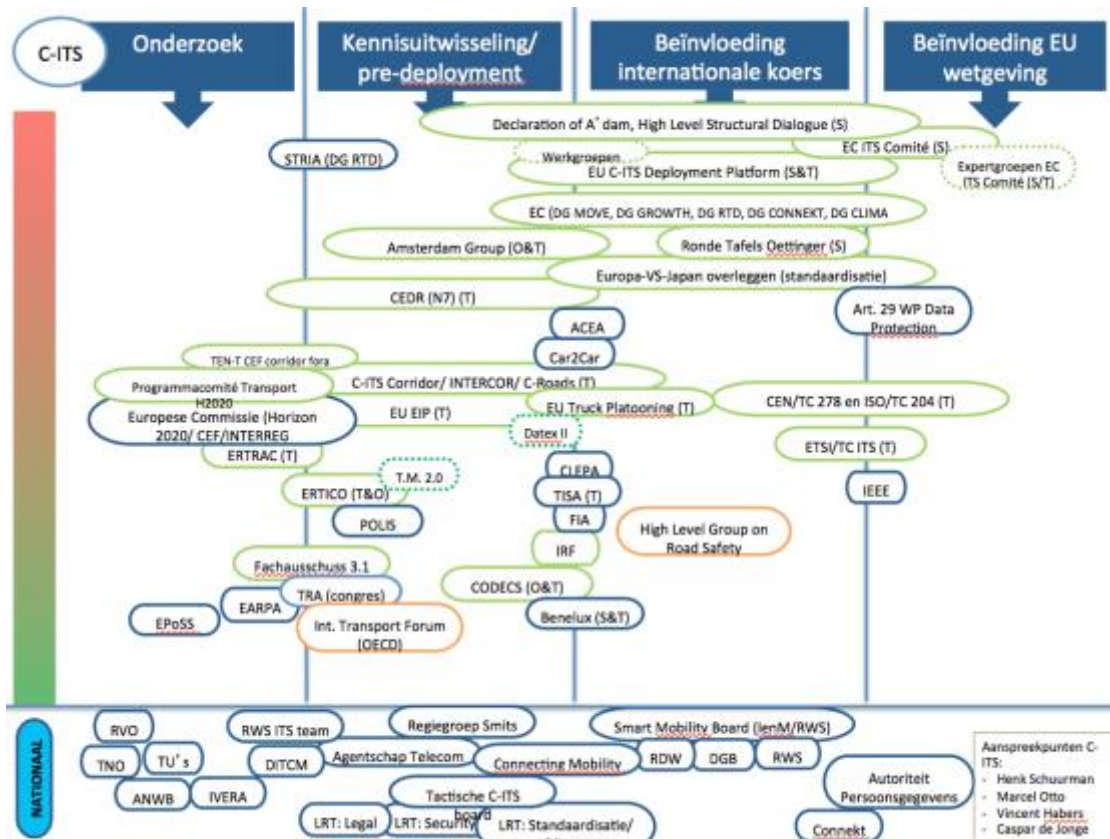 C-ITS
Onderzoek
Kennisuitwisseling/
pre-deployment
Beïnvloeding
internationale koers
Beïnvloeding EU
wetgeving
Declaration of A'dam, High Level Structural Dialogue (S)
STRIA (DG RTD)
Werkgroepen
EC ITS Comité (S)
EU C-ITS Deployment Platform (S&T)
Expertgroepen EC
ITS Comité (S/T)
EC (DG MOVE, DG GROWTH, DG RTD, DG CONNEKT, DG CLIMA
Amsterdam Group (O&T)
Ronde Tafels Oettinger (S)
Europa-VS-Japan overleggen (standaardisatie)
CEDR (N7) (T)
Art. 29 WP Data
Protection
ACEA
Car2Car
TEN-T CEF corridor fora
C-ITS Corridor/ INTERCOR/ C-Roads (T)
Programmacomité Transport
H2020
EU Truck Platooning (T)
CEN/TC 278 en ISO/TC 204 (T)
Europese Commissie (Horizon
2020/ CEF/INTERREG
EU EIP (T)
Datex II
ETSI/TC ITS (T)
ERTRAC (T)
CLEPA
T.M. 2.0
ERTICO (T&O)
TISA (T)
IEEE
POLIS
FIA
High Level Group on
Road Safety
IRF
Fachausschuss 3.1
CODECS (O&T)
TRA (congres)
EARPA
EPoSS
Int. Transport Forum
(OECD)
Benelux (S&T)
NATIONAAL
RVO
RWS ITS team
Regiegroep Smits
Smart Mobility Board (IenM/RWS)
TNO
TU's
DITCM
Agentschap Telecom
Connecting Mobility
RDW
DGB
RWS
ANWB
IVERA
Tactische C-ITS
board
Autoriteit
Persoonsgegevens
LRT: Legal
LRT: Security
LRT: Standaardisatie/
Connekt
Aanspreekpunten C-
ITS:
- Henk Schuurman
- Marcel Otto
- Vincent Habers
- Caspar de Jonge